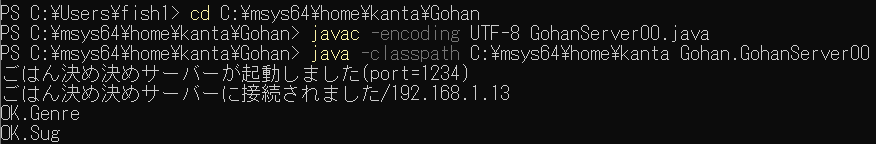 PS C:¥Users¥fish1> cd C:¥msys64¥home¥kanta¥Gohan
PS C:¥msys64¥home¥kanta¥Gohan> javac -encoding UTF-8 GohanServer00.java
PS C:¥msys64¥home¥kanta¥Gohan> java -classpath C:¥msys64¥home¥kanta Gohan.GohanServer00
ごはん決め決めサーバーが起動しました(port=1234)
ごはん決め決めサーバーに接続されました/192.168.1.13
OK.Genre
OK.Sug